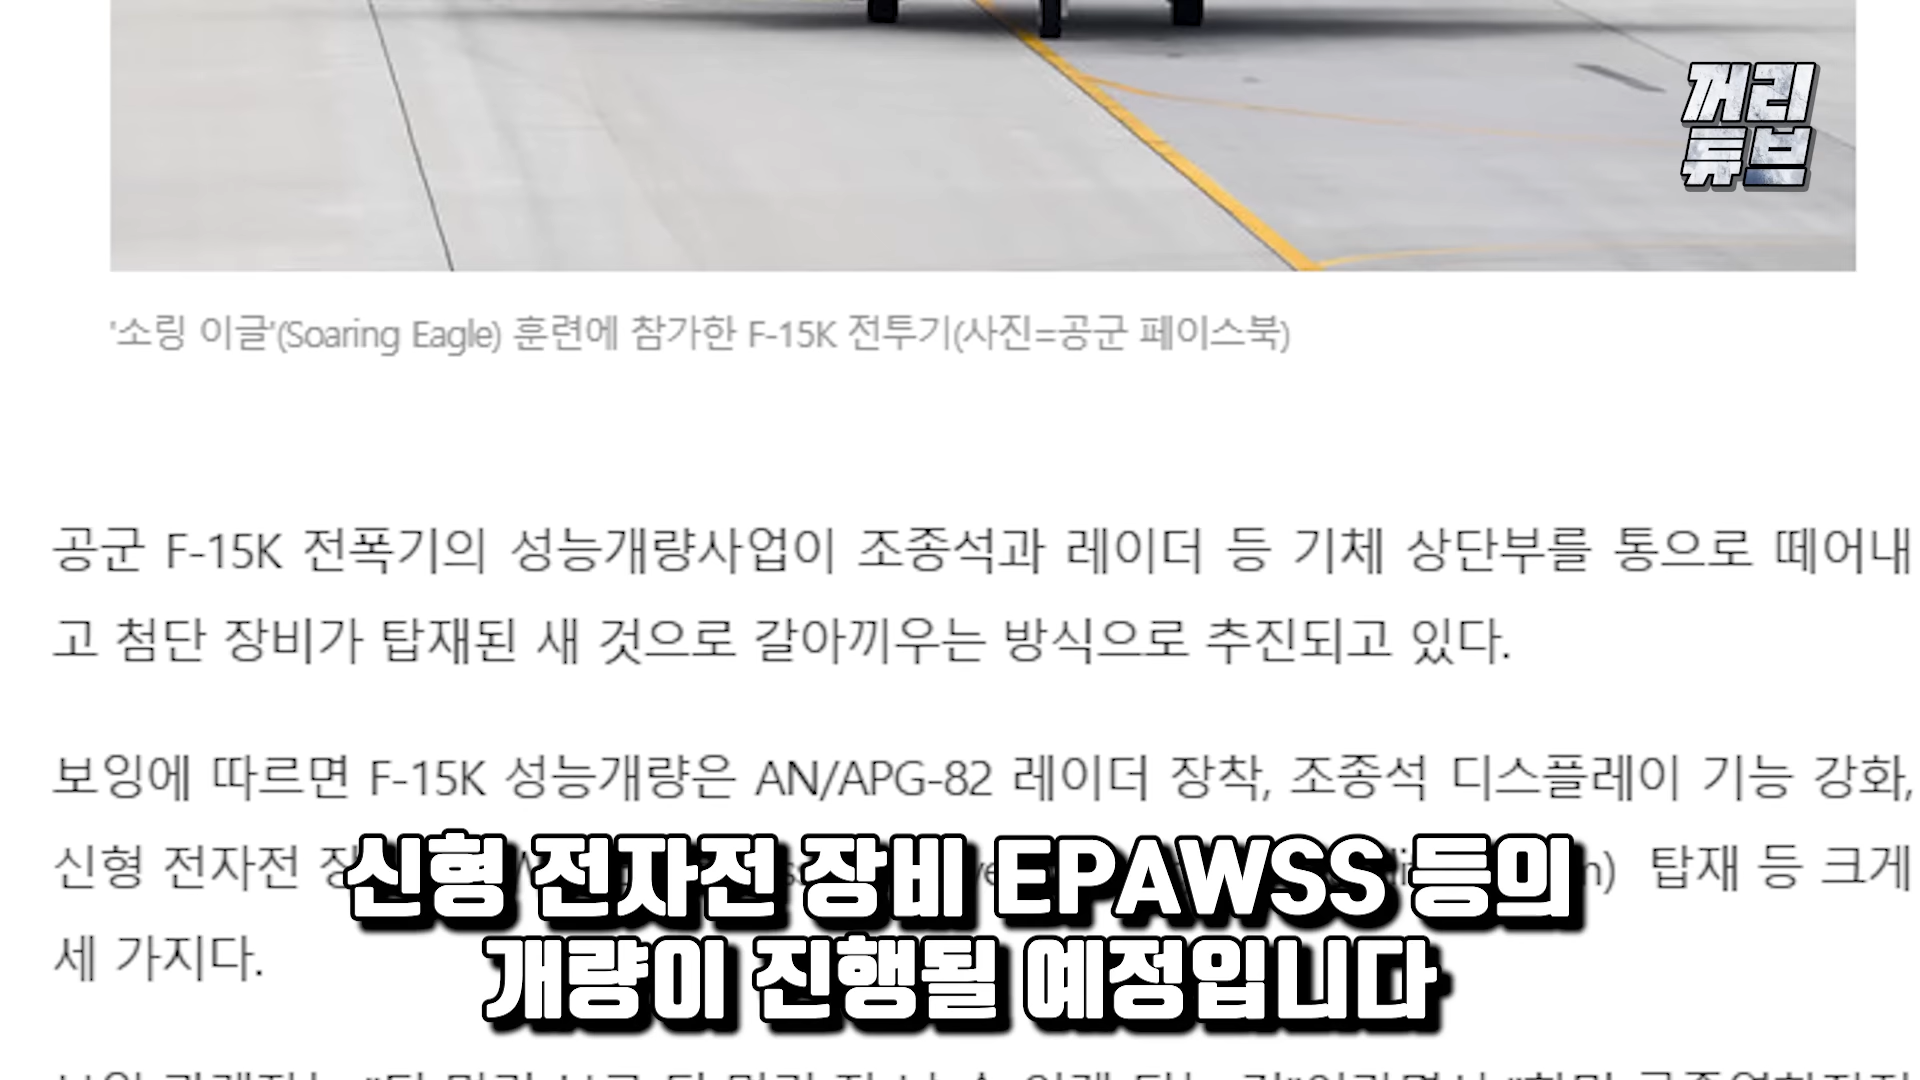 꺼리
튜브
'소링 이글'(Soaring Eagle) 훈련에 참가한 F-15K 전투기(사진=공군 페이스북)
공군 F-15K 전폭기의 성능개량사업이 조종석과 레이더 등 기체 상단부를 통으로 떼어내
고 첨단 장비가 탑재된 새 것으로 갈아끼우는 방식으로 추진되고 있다.
보잉에 따르면 F-15K 성능개량은 AN/APG-82 레이더 장착, 조종석 디스플레이 기능 강화,
신형 전자전 탑재 등 크게
신형 전자전 장비 EPAWSS 등의
세 가지다.
개량이 진행될 예정입니다